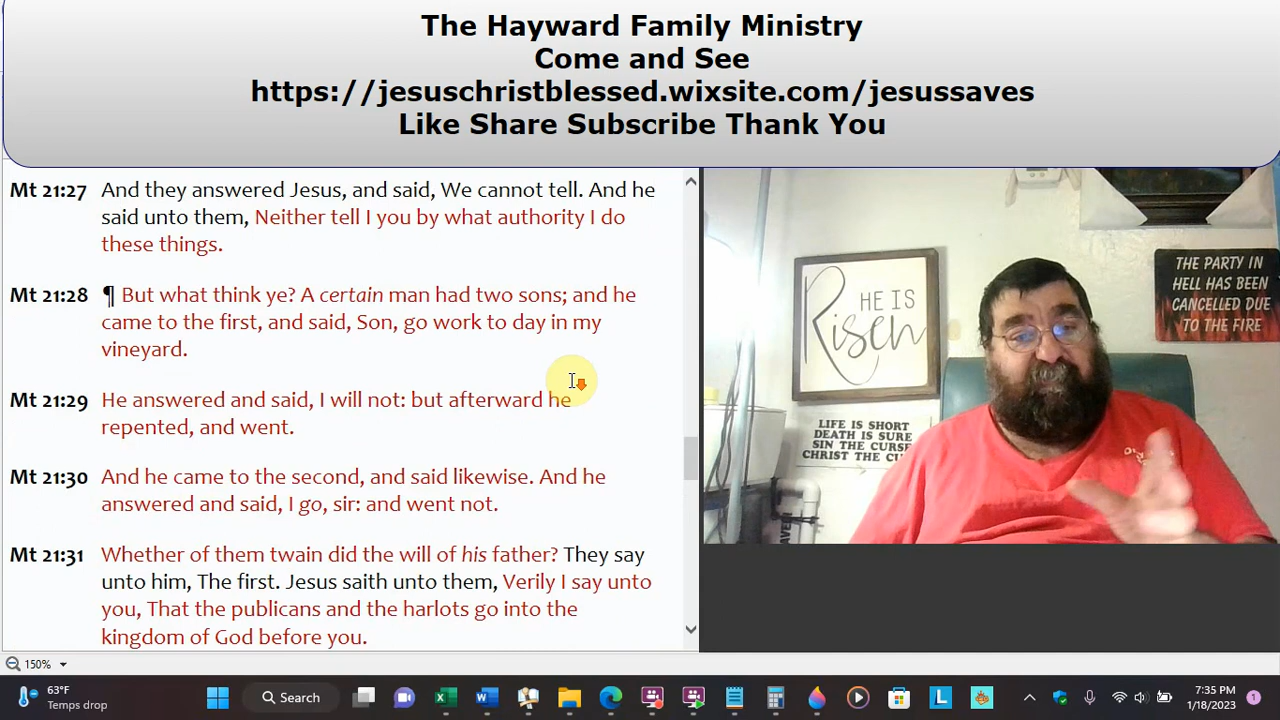 The Hayward Family Ministry
Come and See
https://jesuschristblessed.wixsite.com/jesussaves
Like Share Subscribe Thank You
Mt 21:27 And they answered Jesus, and said, We cannot tell. And he
said unto them, Neither tell I you by what authority I do
these things.
Mt 21:28 ¶ But what think ye? A certain man had two sons; and he
came to the first, and said, Son, go work to day in my
vineyard.
Mt 21:29 He answered and said, I will not: but afterward he
repented, and went.
Mt 21:30 And he came to the second, and said likewise. And he
answered and said, I go, sir: and went not.
Mt 21:31 Whether of them twain did the will of his father? They say
unto him, The first. Jesus saith unto them, Verily I say unto
you, That the publicans and the harlots go into the
kingdom of God before you.
HE IS
Risen
THE PARTY IN
HELL HAS BEEN
CANCELLED DUE
TO THE FIRE
LIFE IS SHORT
DEATH IS SURE
SIN THE CURSE
CHRIST THE CU
150%
63°F
Temps drop
Search
7:35 PM
1/18/2023
1